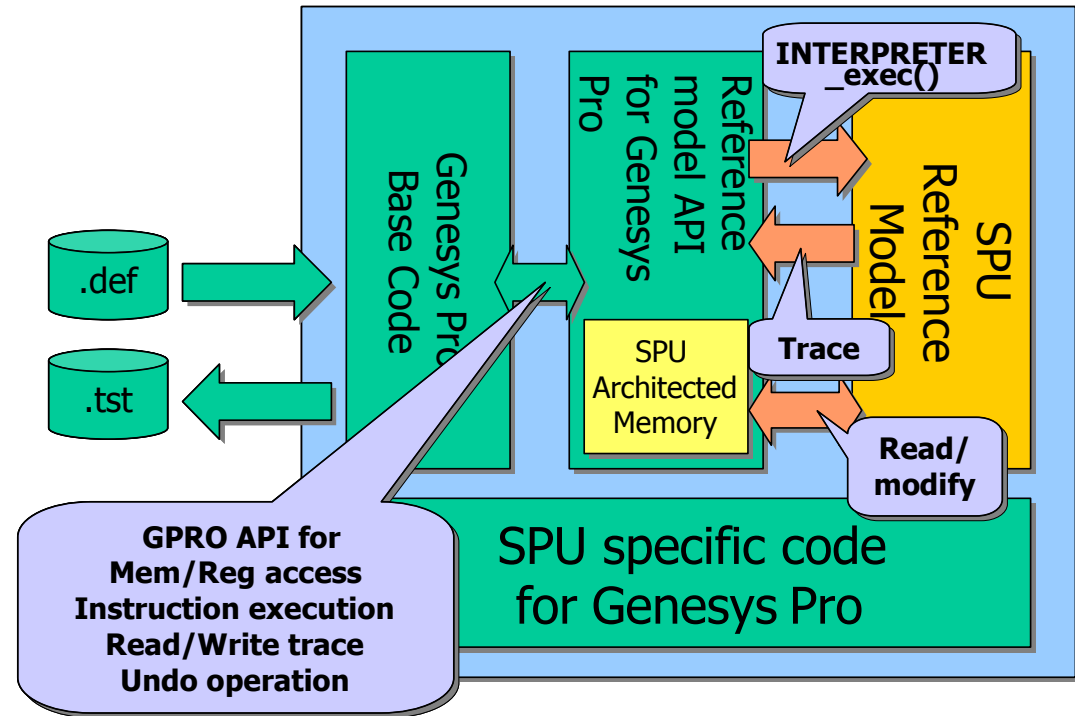 INTERPRETER
_exec()
Genesys Pro
Base Code
Reference
model API
for Genesys
Pro
SPU
Reference
Model
.def
.tst
SPU
Architected
Memory
Trace
Read/
modify
GPRO API for
Mem/Reg access
Instruction execution
Read/Write trace
Undo operation
SPU specific code
for Genesys Pro